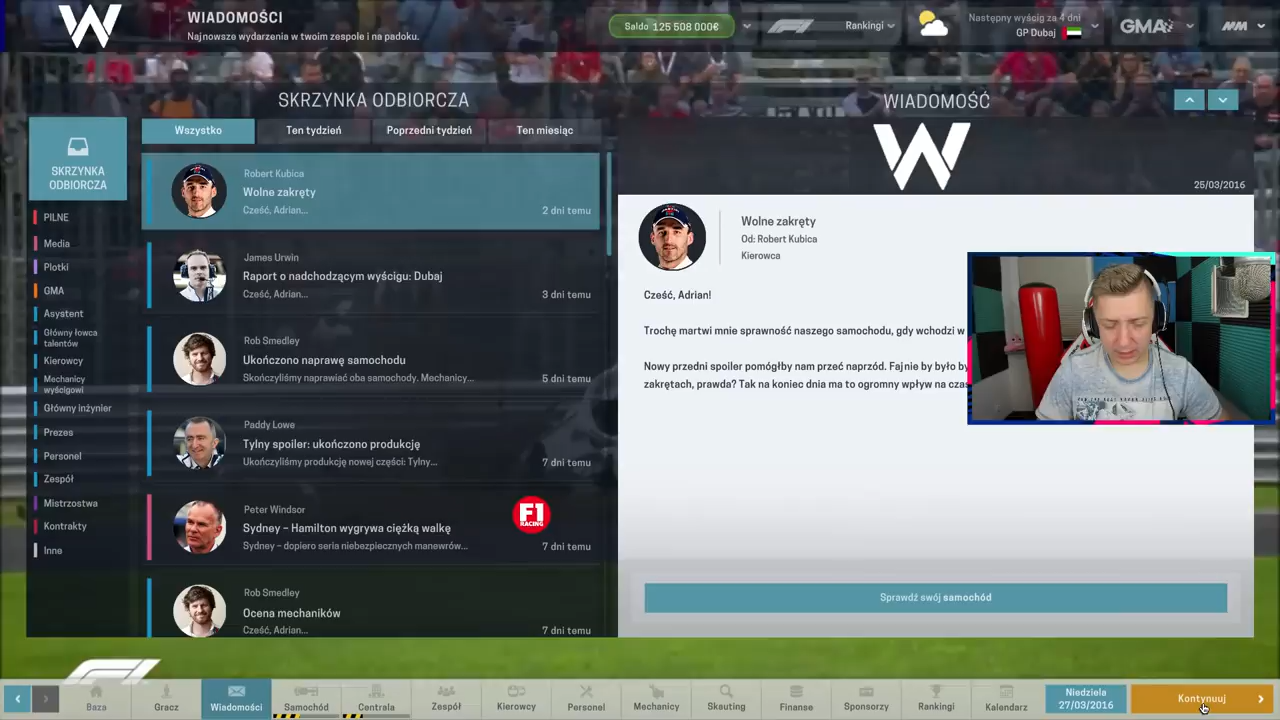 WIADOMOŚCI
Najnowsze wydarzenia w twoim zespole i na padoku.
Saldo 125 508 000€
Rankingi
Następny wyścig za 4 dni
GP Dubaj
GMA
SKRZYNKA ODBIORCZA
WIADOMOŚĆ
SKRZYNKA
ODBIORCZA
PILNE
Media
Plotki
GMA
Asystent
Główny łowca
talentów
Kierowcy
Mechanicy
wyścigowi
Główny inżynier
Prezes
Personel
Zespół
Mistrzostwa
Kontrakty
Inne
Wszystko
Ten tydzień
Poprzedni tydzień
Ten miesiąc
Robert Kubica
Wolne zakręty
Cześć, Adrian...
2 dni temu
James Urwin
Raport o nadchodzącym wyścigu: Dubaj
Cześć, Adrian...
3 dni temu
Rob Smedley
Ukończono naprawę samochodu
Skończyliśmy naprawiać oba samochody. Mechanicy...
5 dni temu
Paddy Lowe
Tylny spoiler: ukończono produkcję
Ukończyliśmy produkcję nowej części: Tylny...
7 dni temu
Peter Windsor
Sydney – Hamilton wygrywa ciężką walkę
Sydney – dopiero seria niebezpiecznych manewrów...
F1
RACING
7 dni temu
Rob Smedley
Ocena mechaników
Cześć, Adrian...
7 dni temu
25/03/2016
Wolne zakręty
Od: Robert Kubica
Kierowca
Cześć, Adrian!
Trochę martwi mnie sprawność naszego samochodu, gdy wchodzi w
Nowy przedni spoiler pomógłby nam przeć naprzód. Fajnie by było by
zakrętach, prawda? Tak na koniec dnia ma to ogromny wpływ na czas
Sprawdź swój samochód
Baza
Gracz
Wiadomości
Samochód
Centrala
Zespół
Kierowcy
Personel
Mechanicy
Skauting
Finanse
Sponsorzy
Rankingi
Kalendarz
Niedziela
27/03/2016
Kontynuuj